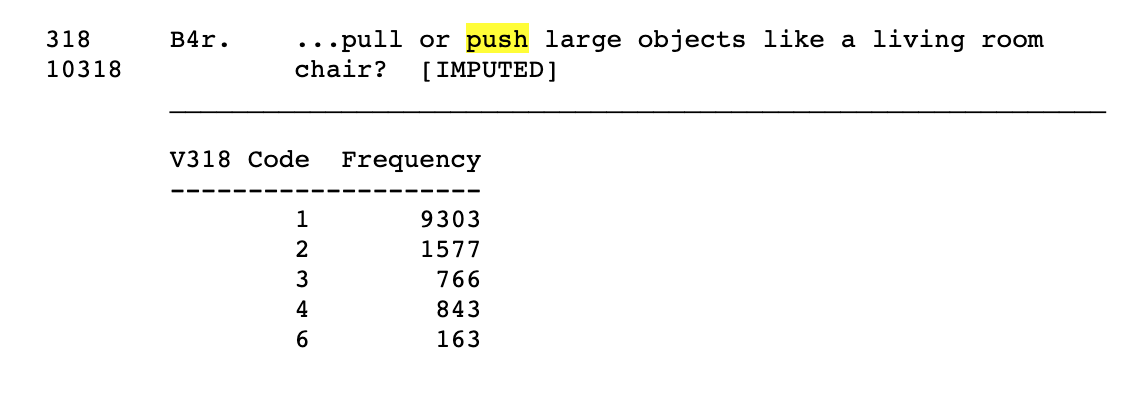 318 B4r. ...pull or push large objects like a living room
10318 chair? [IMPUTED]
V318 Code Frequency
--------------------
1 9303
2 1577
3 766
4 843
6 163